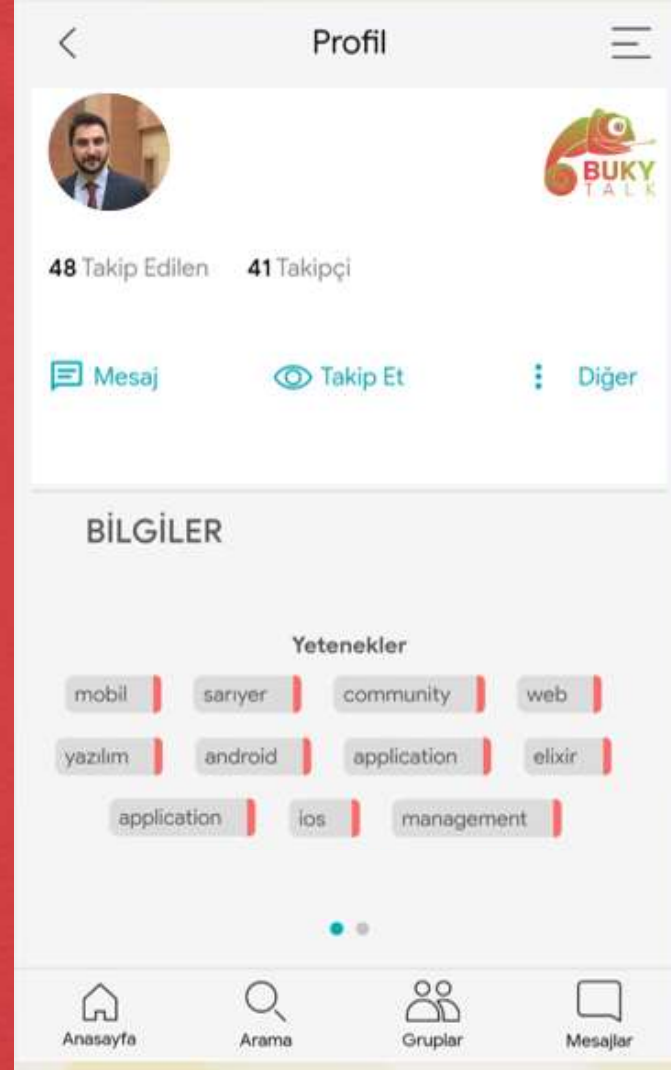 Profil
BUKY
TALK
48 Takip Edilen 41 Takipçi
Mesaj Takip Et Diğer
BİLGİLER
Yetenekler
mobil sarıyer community web
yazılım android application elixir
application ios management
Anasayfa Arama Gruplar Mesajlar